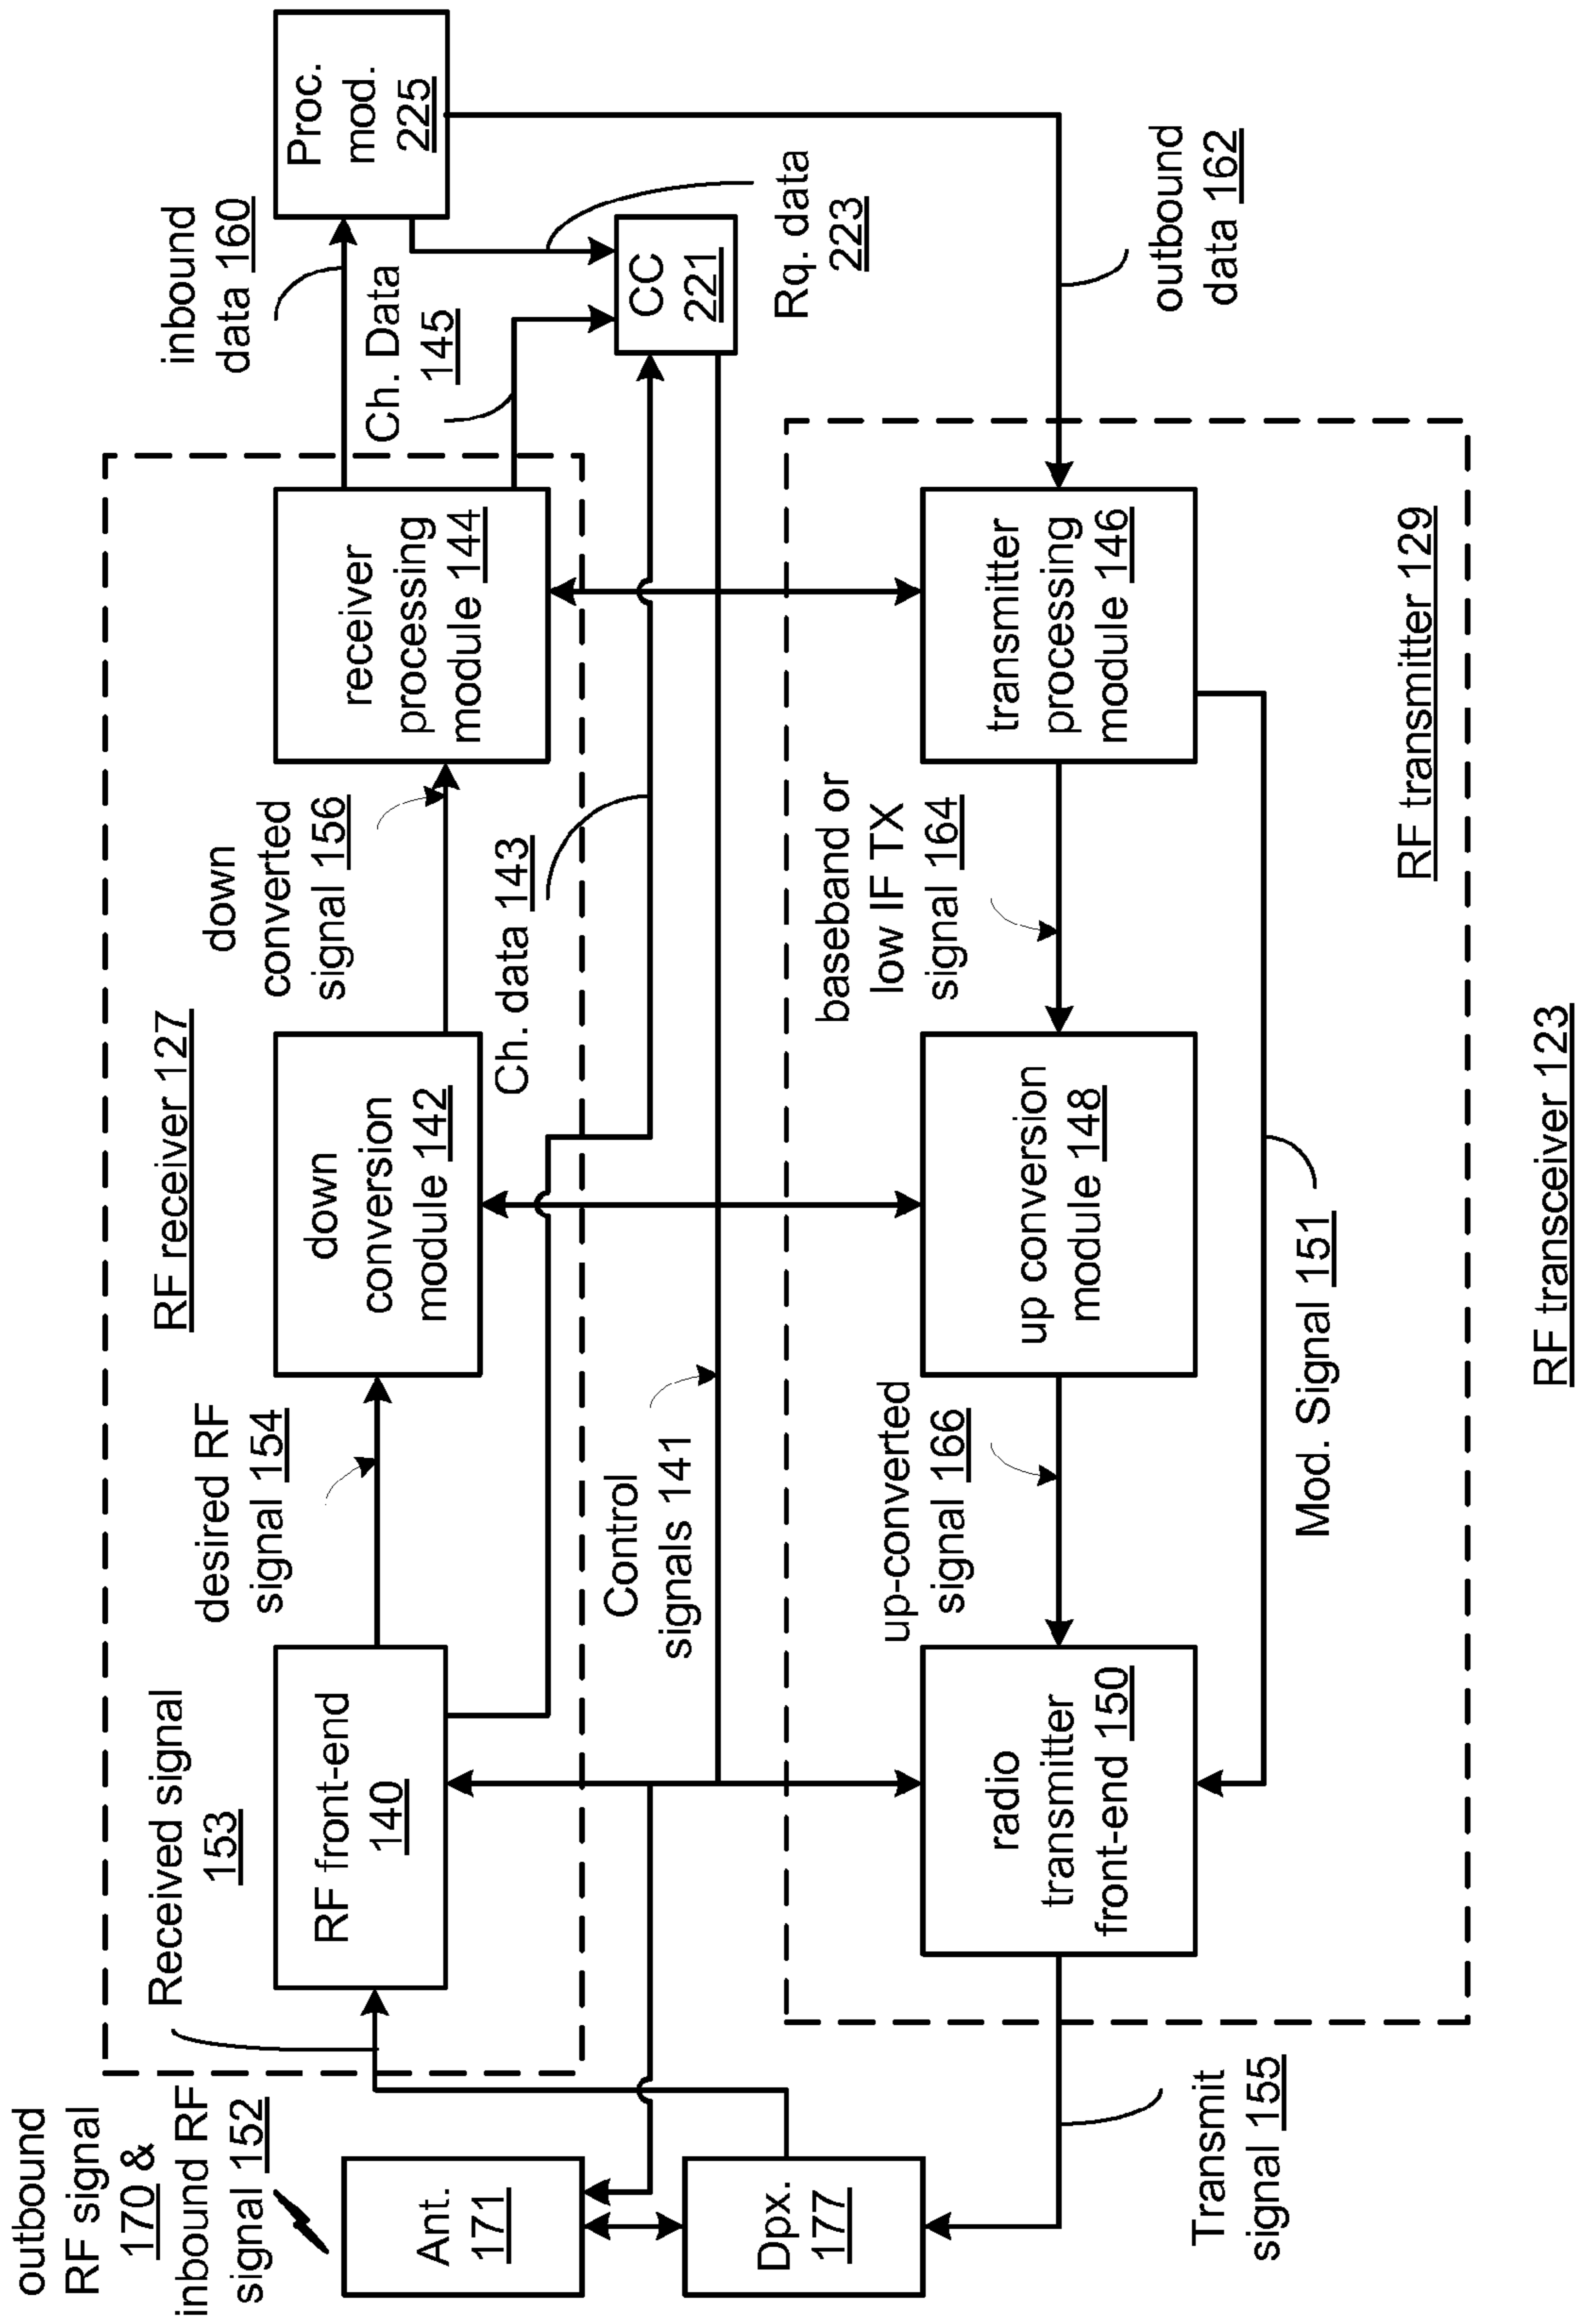 outbound
RF signal
170 &
inbound RF
signal 152
Received signal
153
RF receiver 127
desired RF
signal 154
down
converted
signal 156
inbound
data 160
Ch. Data
145
Proc.
mod.
225
RF front-end
140
down
conversion
module 142
receiver
processing
module 144
Ch. data 143
CC
221
Rq. data
223
Ant.
171
Dpx.
177
Control
signals 141
up-converted
signal 166
baseband or
low IF TX
signal 164
radio
transmitter
front-end 150
up conversion
module 148
transmitter
processing
module 146
outbound
data 162
Transmit
signal 155
Mod. Signal 151
RF transmitter 129
RF transceiver 123